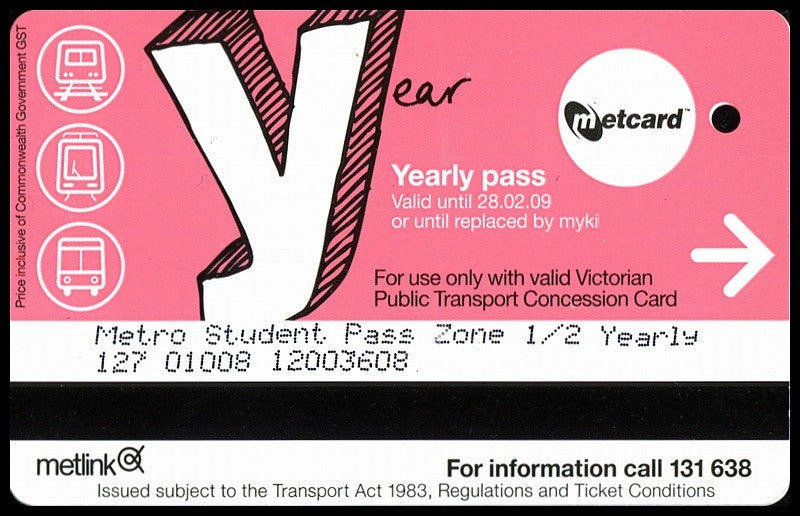 Price inclusive of Commonwealth Government GST
Year
metcard™
Yearly pass
Valid until 28.02.09
or until replaced by myki
For use only with valid Victorian
Public Transport Concession Card
Metro Student Pass Zone 1/2 Yearly
127 01008 12003608
metlink
For information call 131 638
Issued subject to the Transport Act 1983, Regulations and Ticket Conditions